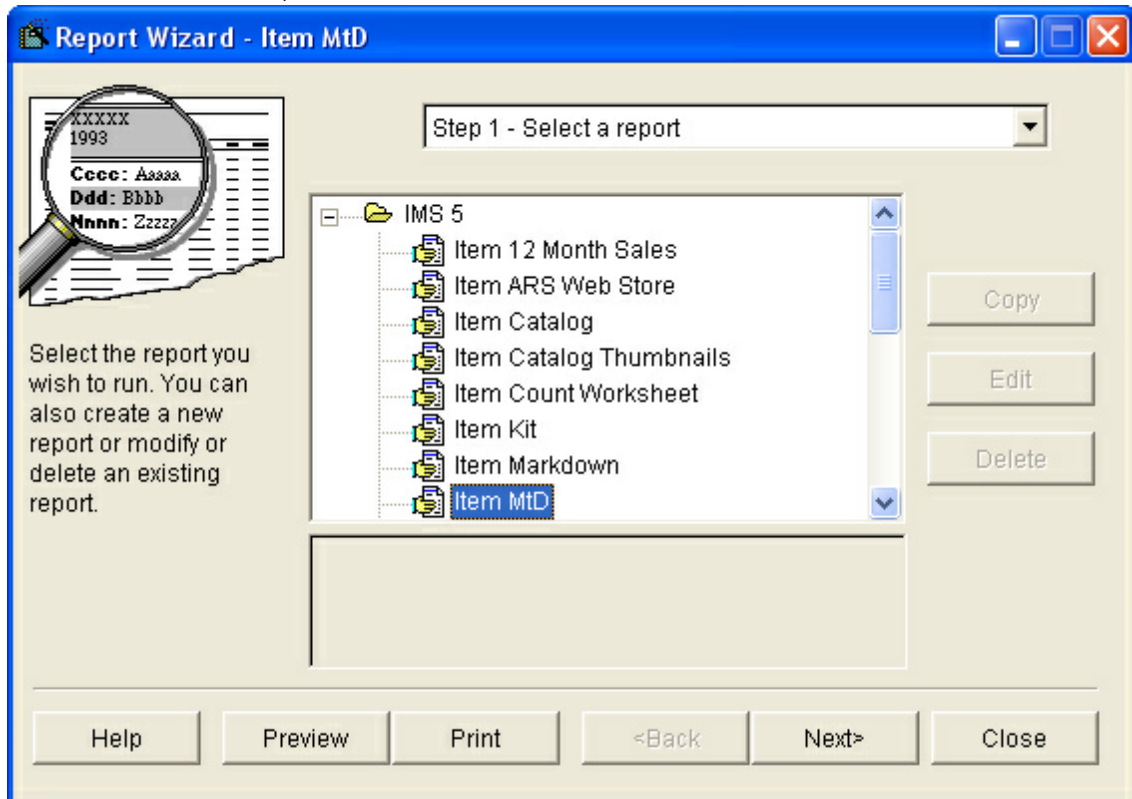 Report Wizard - Item MtD
XXXXX
1993
Cccc: Aaaaa
Ddd: Bbbb
Nnnn: Zzzzz
Step 1 - Select a report
IMS 5
Item 12 Month Sales
Item ARS Web Store
Item Catalog
Item Catalog Thumbnails
Item Count Worksheet
Item Kit
Item Markdown
Item MtD
Select the report you
wish to run. You can
also create a new
report or modify or
delete an existing
report.
Copy
Edit
Delete
Help
Preview
Print
<Back
Next>
Close